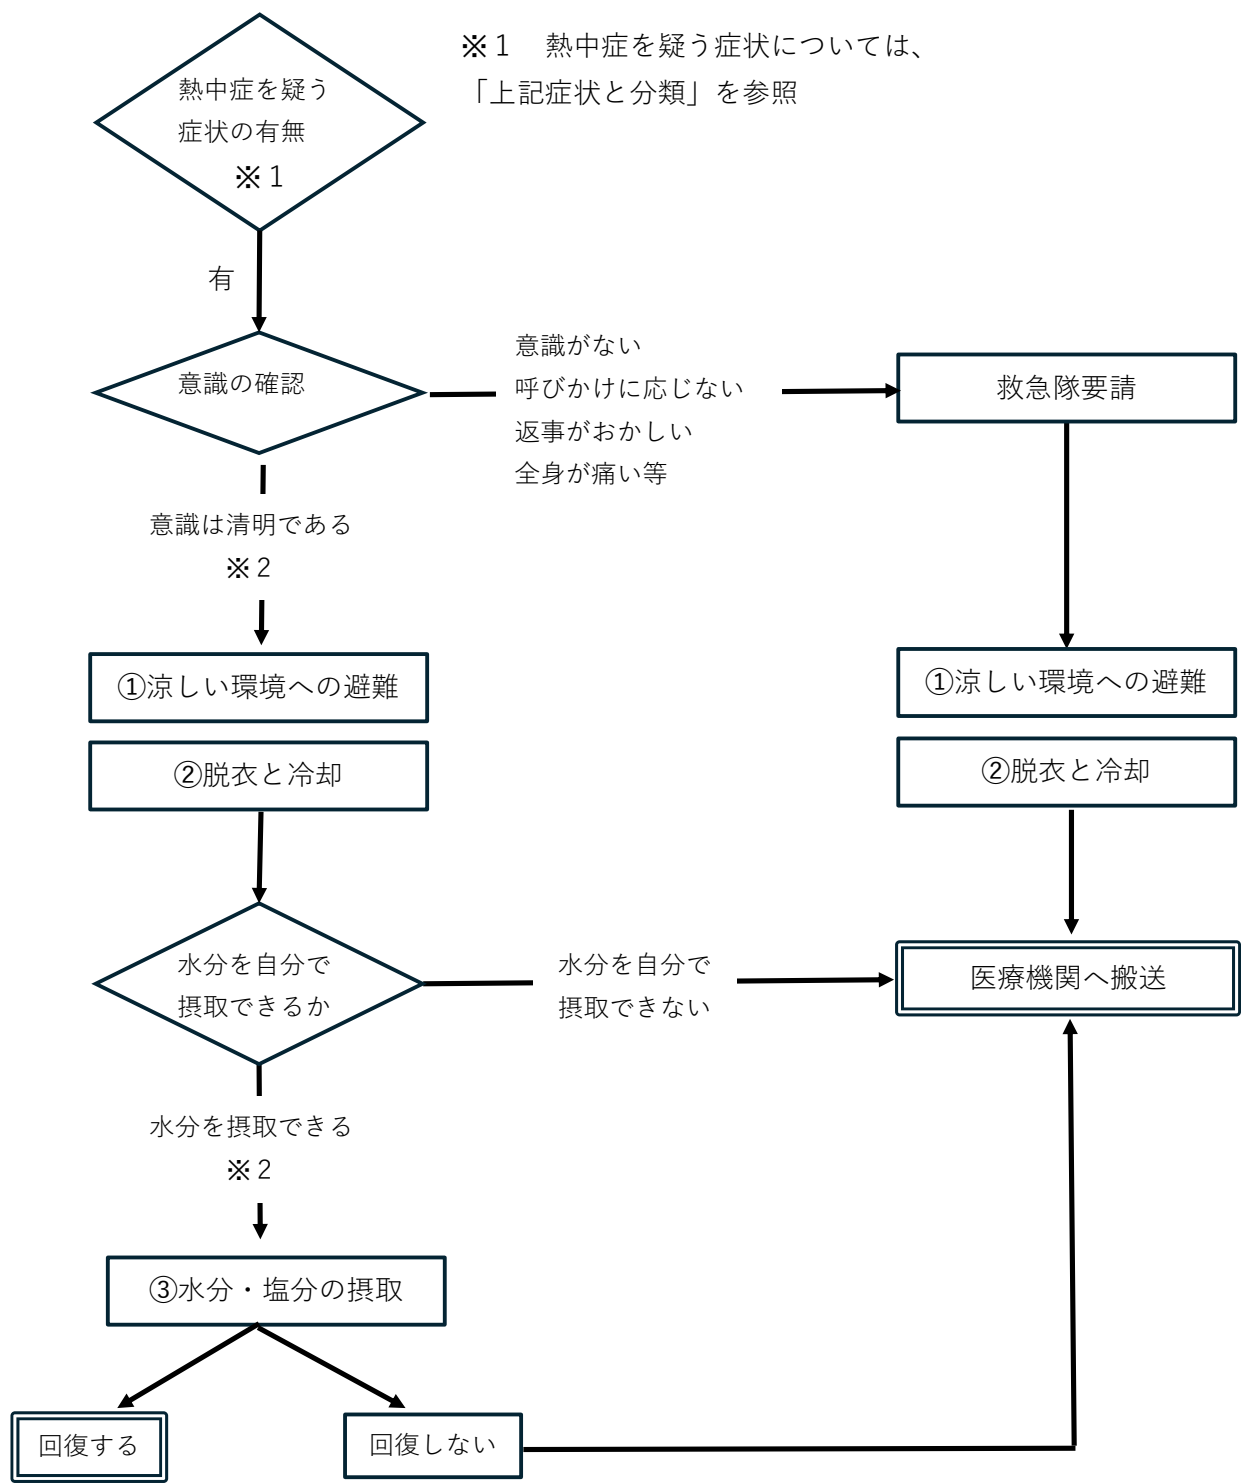 ※１　熱中症を疑う症状については、
「上記症状と分類」を参照
熱中症を疑う
症状の有無
※１
有
意識の確認
意識がない
呼びかけに応じない
返事がおかしい
全身が痛い等
救急隊要請
意識は清明である
※２
①涼しい環境への避難
②脱衣と冷却
①涼しい環境への避難
②脱衣と冷却
水分を自分で
摂取できるか
水分を自分で
摂取できない
医療機関へ搬送
水分を摂取できる
※２
③水分・塩分の摂取
回復する
回復しない